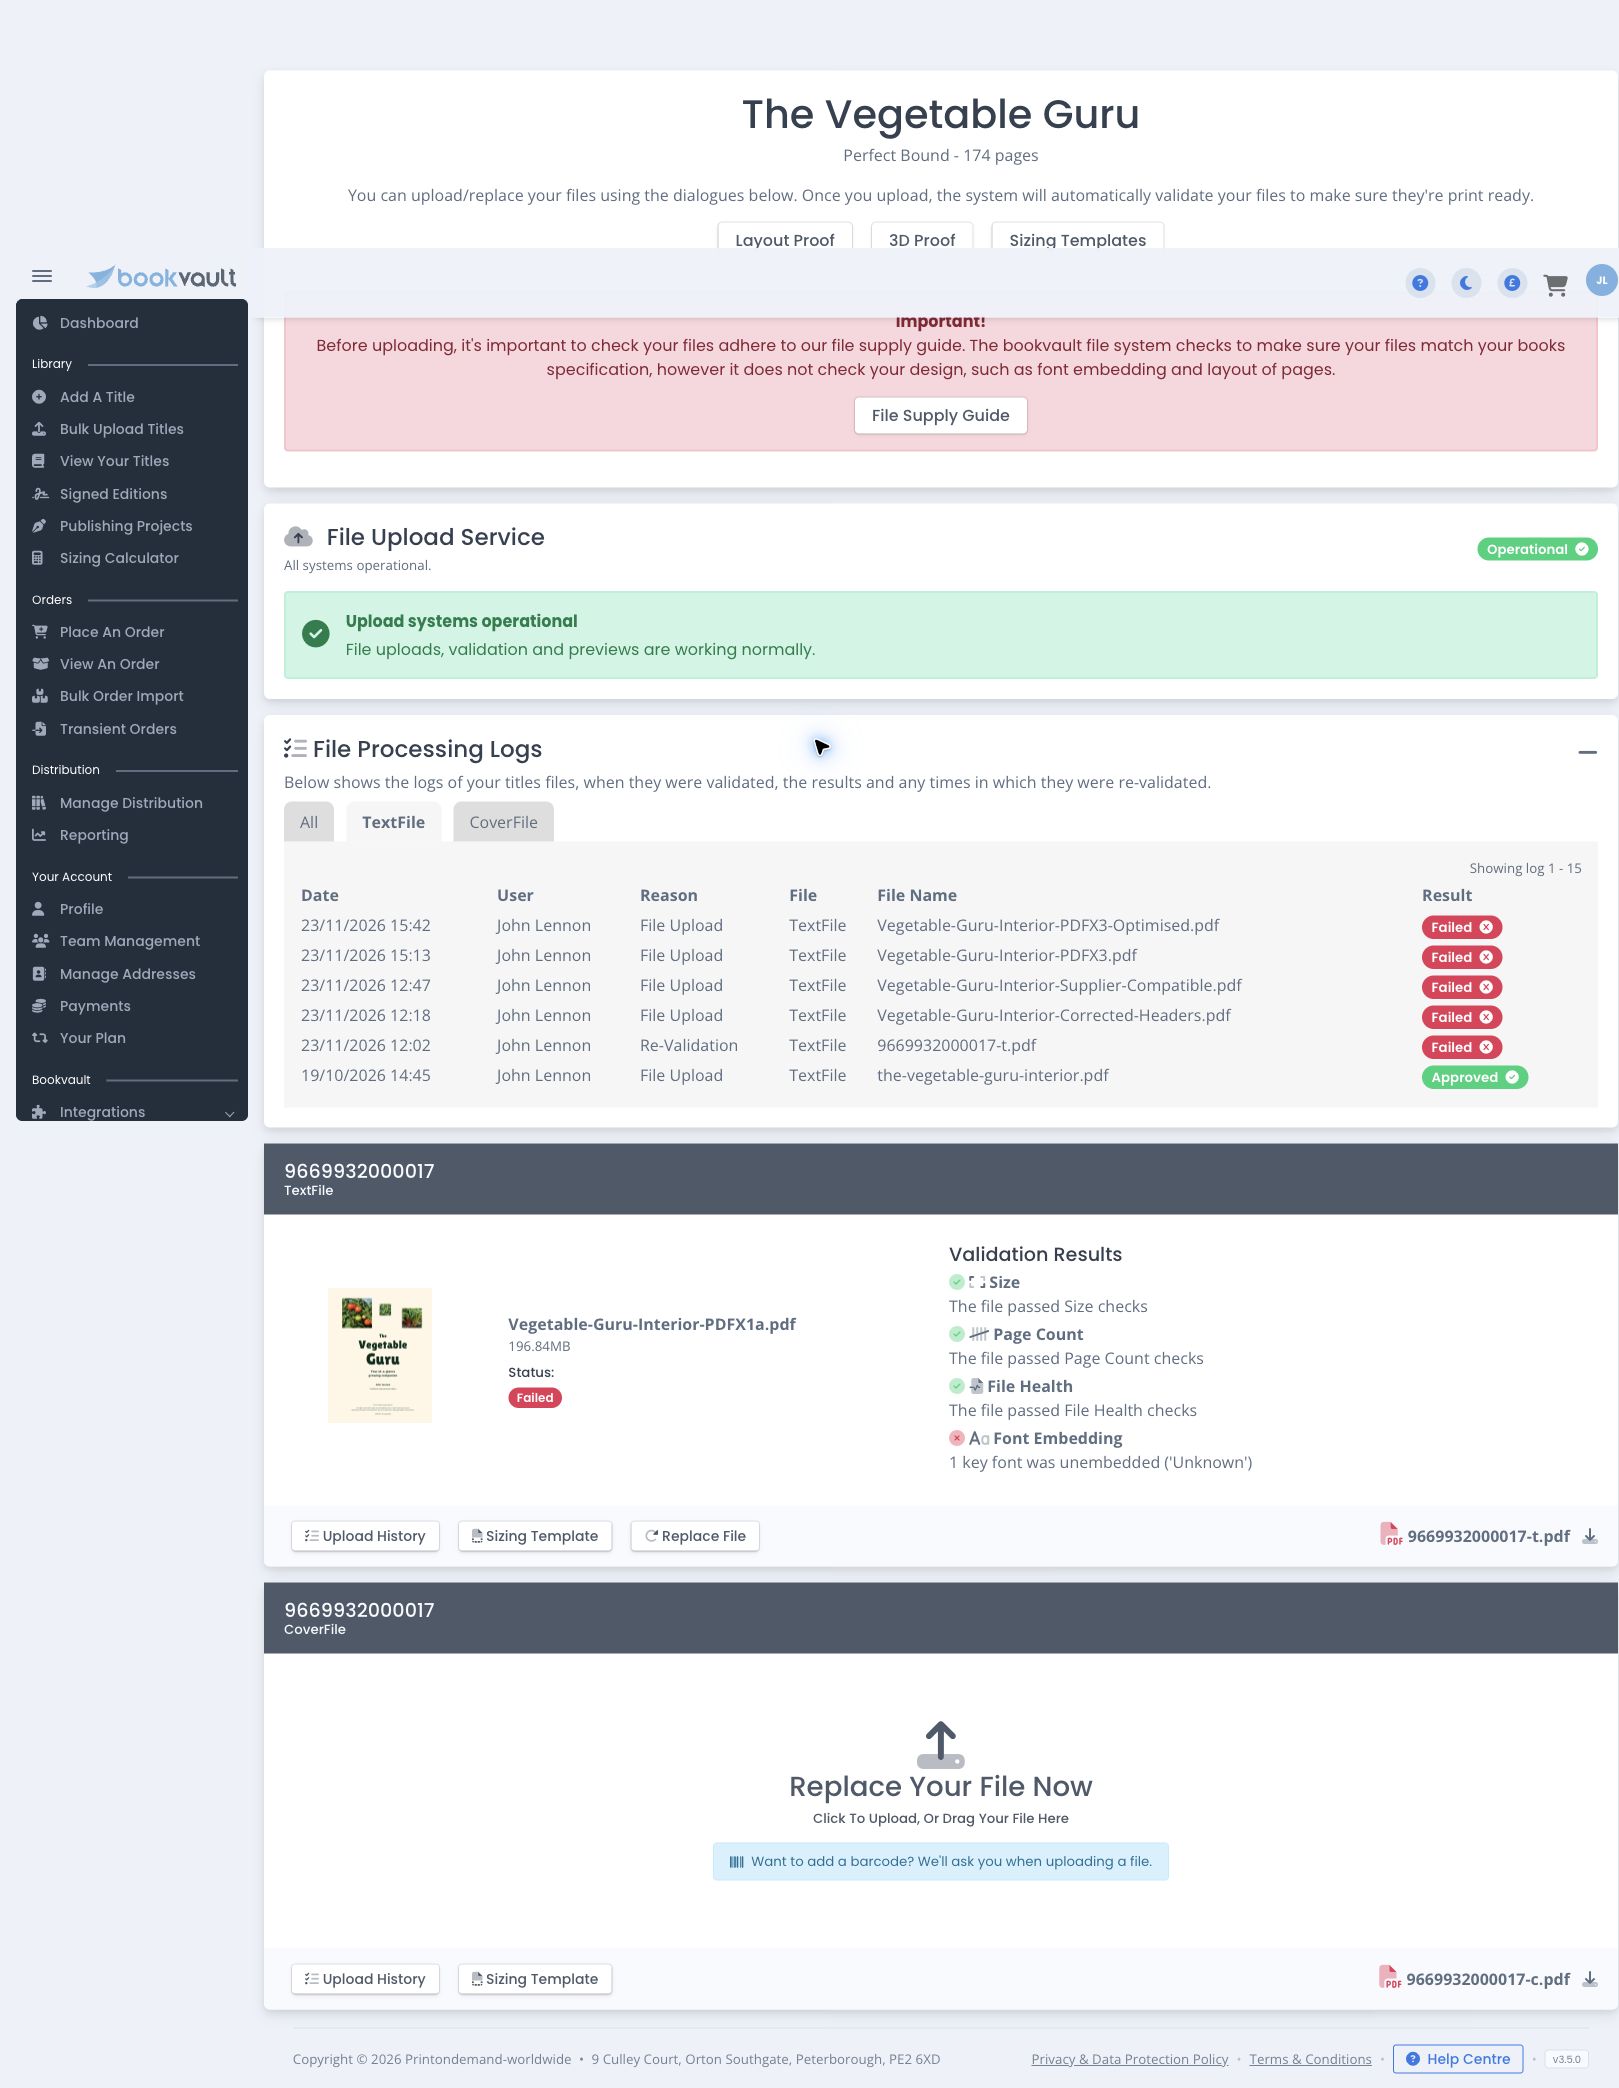 The Vegetable Guru
Perfect Bound - 174 pages
You can upload/replace your files using the dialogues below. Once you upload, the system will automatically validate your files to make sure they're print ready.
Layout Proof
3D Proof
Sizing Templates
bookvault
JL
Dashboard
Library
Add A Title
Bulk Upload Titles
View Your Titles
Signed Editions
Publishing Projects
Sizing Calculator
Orders
Place An Order
View An Order
Bulk Order Import
Transient Orders
Distribution
Manage Distribution
Reporting
Your Account
Profile
Team Management
Manage Addresses
Payments
Your Plan
Bookvault
Integrations
Important!
Before uploading, it's important to check your files adhere to our file supply guide. The bookvault file system checks to make sure your files match your books
specification, however it does not check your design, such as font embedding and layout of pages.
File Supply Guide
File Upload Service
All systems operational.
Operational
Upload systems operational
File uploads, validation and previews are working normally.
File Processing Logs
Below shows the logs of your titles files, when they were validated, the results and any times in which they were re-validated.
All TextFile CoverFile
Showing log 1 - 15
Date User Reason File File Name Result
23/11/2026 15:42 John Lennon File Upload TextFile Vegetable-Guru-Interior-PDFX3-Optimised.pdf Failed
23/11/2026 15:13 John Lennon File Upload TextFile Vegetable-Guru-Interior-PDFX3.pdf Failed
23/11/2026 12:47 John Lennon File Upload TextFile Vegetable-Guru-Interior-Supplier-Compatible.pdf Failed
23/11/2026 12:18 John Lennon File Upload TextFile Vegetable-Guru-Interior-Corrected-Headers.pdf Failed
23/11/2026 12:02 John Lennon Re-Validation TextFile 9669932000017-t.pdf Failed
19/10/2026 14:45 John Lennon File Upload TextFile the-vegetable-guru-interior.pdf Approved
9669932000017
TextFile
The
Vegetable
Guru
Vegetable-Guru-Interior-PDFX1a.pdf
196.84MB
Status:
Failed
Validation Results
Size
The file passed Size checks
Page Count
The file passed Page Count checks
File Health
The file passed File Health checks
Font Embedding
1 key font was unembedded ('Unknown')
Upload History
Sizing Template
Replace File
PDF 9669932000017-t.pdf
9669932000017
CoverFile
Replace Your File Now
Click To Upload, Or Drag Your File Here
Want to add a barcode? We'll ask you when uploading a file.
Upload History
Sizing Template
PDF 9669932000017-c.pdf
Copyright © 2026 Printondemand-worldwide • 9 Culley Court, Orton Southgate, Peterborough, PE2 6XD
Privacy & Data Protection Policy • Terms & Conditions • Help Centre • v3.5.0